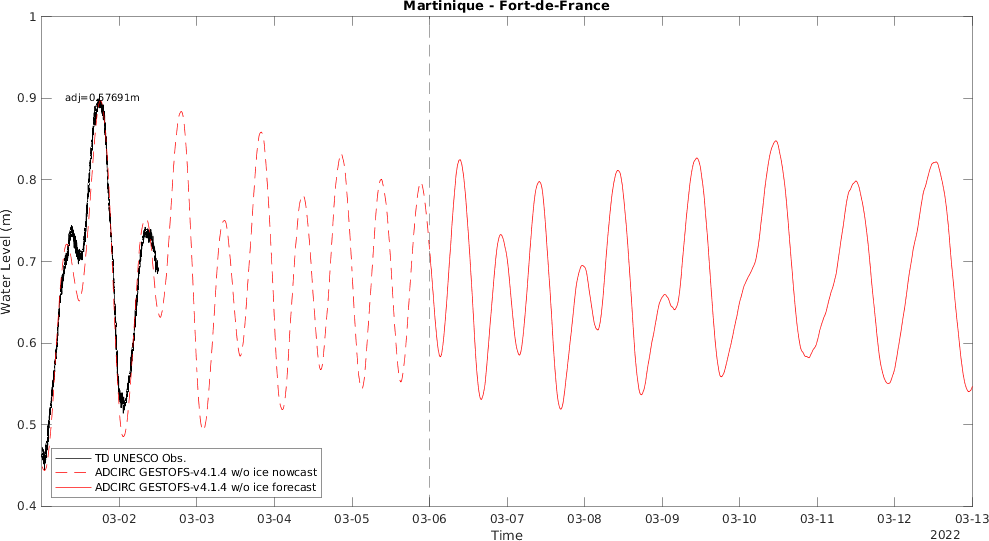 Martinique - Fort-de-France
1
0.9
0.8
0.7
0.6
0.5
0.4
Water Level (m)
adj=0.57691m
TD UNESCO Obs.
ADCIRC GESTOFS-v4.1.4 w/o ice nowcast
ADCIRC GESTOFS-v4.1.4 w/o ice forecast
03-02 03-03 03-04 03-05 03-06 03-07 03-08 03-09 03-10 03-11 03-12 03-13
Time
2022